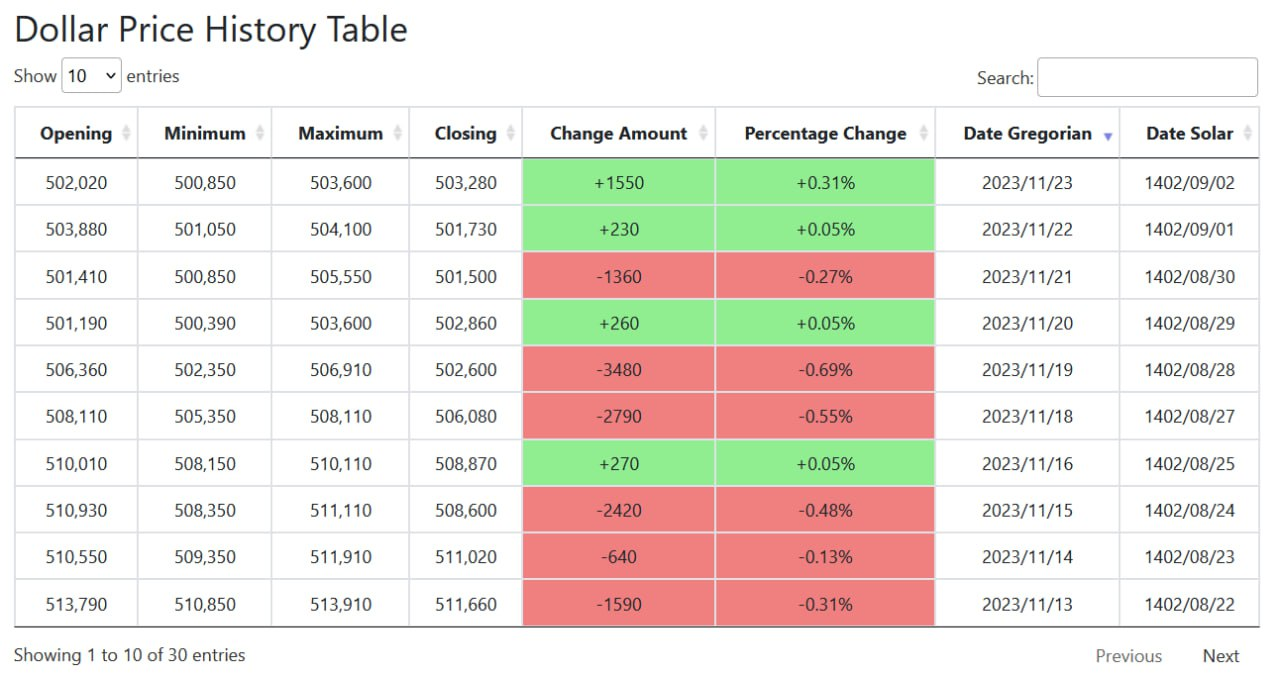 Dollar Price History Table
Show 10 entries Search:
Opening Minimum Maximum Closing Change Amount Percentage Change Date Gregorian Date Solar
502,020 500,850 503,600 503,280 +1550 +0.31% 2023/11/23 1402/09/02
503,880 501,050 504,100 501,730 +230 +0.05% 2023/11/22 1402/09/01
501,410 500,850 505,550 501,500 -1360 -0.27% 2023/11/21 1402/08/30
501,190 500,390 503,600 502,860 +260 +0.05% 2023/11/20 1402/08/29
506,360 502,350 506,910 502,600 -3480 -0.69% 2023/11/19 1402/08/28
508,110 505,350 508,110 506,080 -2790 -0.55% 2023/11/18 1402/08/27
510,010 508,150 510,110 508,870 +270 +0.05% 2023/11/16 1402/08/25
510,930 508,350 511,110 508,600 -2420 -0.48% 2023/11/15 1402/08/24
510,550 509,350 511,910 511,020 -640 -0.13% 2023/11/14 1402/08/23
513,790 510,850 513,910 511,660 -1590 -0.31% 2023/11/13 1402/08/22
Showing 1 to 10 of 30 entries Previous Next